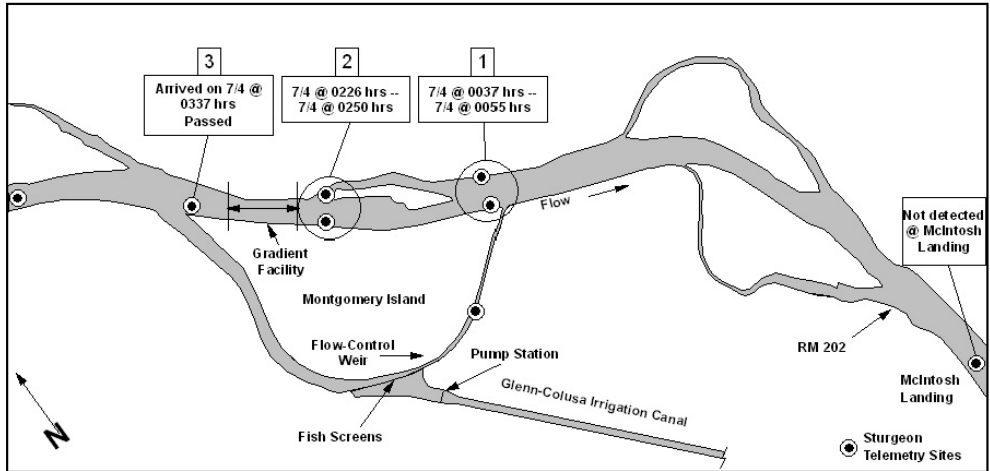 3
Arrived on 7/4 @
0337 hrs
Passed
2
7/4 @ 0226 hrs --
7/4 @ 0250 hrs
1
7/4 @ 0037 hrs --
7/4 @ 0055 hrs
Flow
Not detected
@ McIntosh
Landing
Gradient
Facility
Montgomery Island
Flow-Control
Weir
Pump Station
RM 202
Glenn-Colusa Irrigation Canal
McIntosh
Landing
Fish Screens
N
Sturgeon
Telemetry Sites